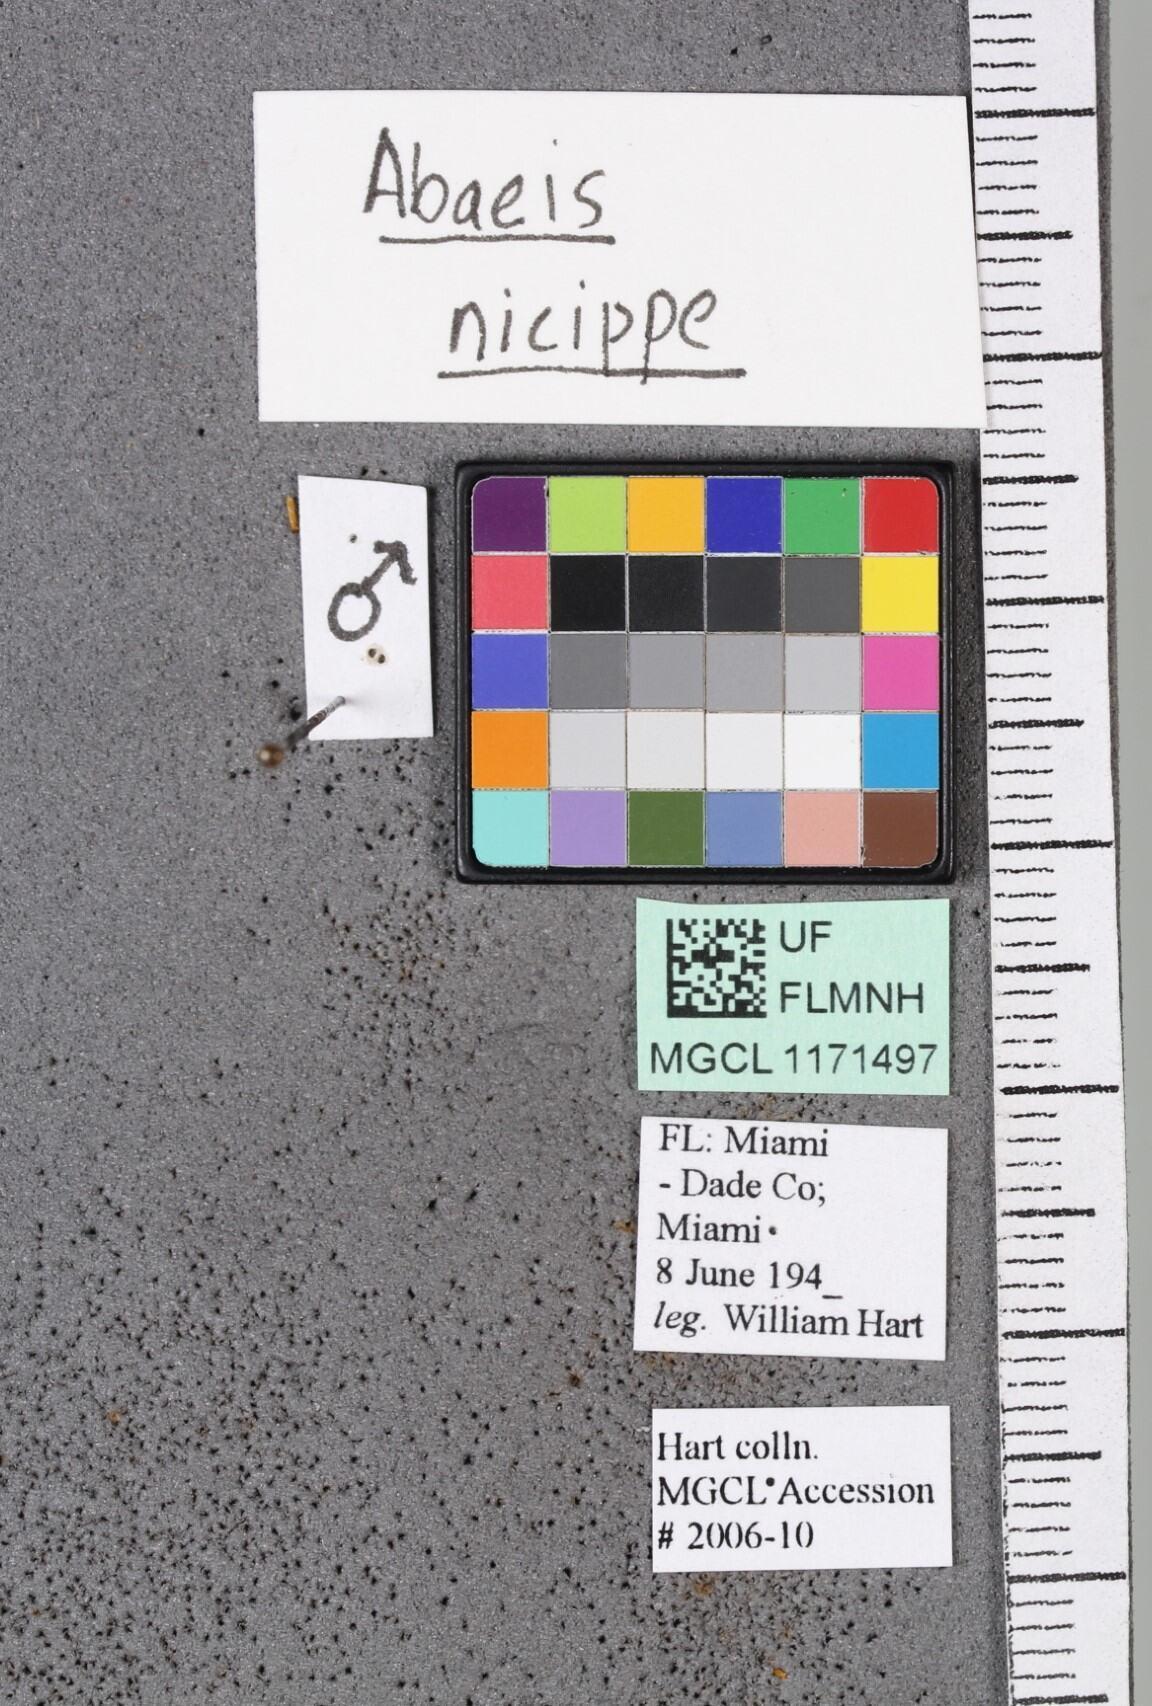 Abaeis
nicippe
♂
UF
FLMNH
MGCL 1171497
FL: Miami
- Dade Co;
Miami
8 June 194_
leg. William Hart
Hart colln.
MGCL Accession
# 2006-10